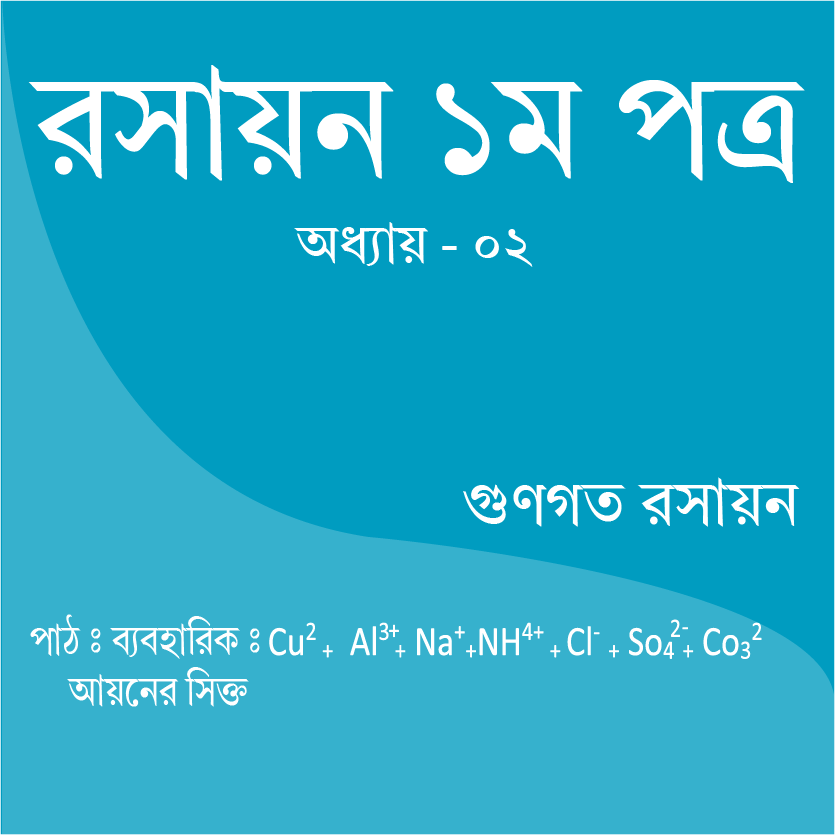 রসায়ন ১ম পত্র
অধ্যায় - ০২
গুণগত রসায়ন
পাঠ ঃ ব্যবহারিক ঃ Cu² + Al³⁺+ Na⁺+NH⁴⁺ + Cl⁻ + So₄²⁻+ Co₃²
আয়নের সিক্ত